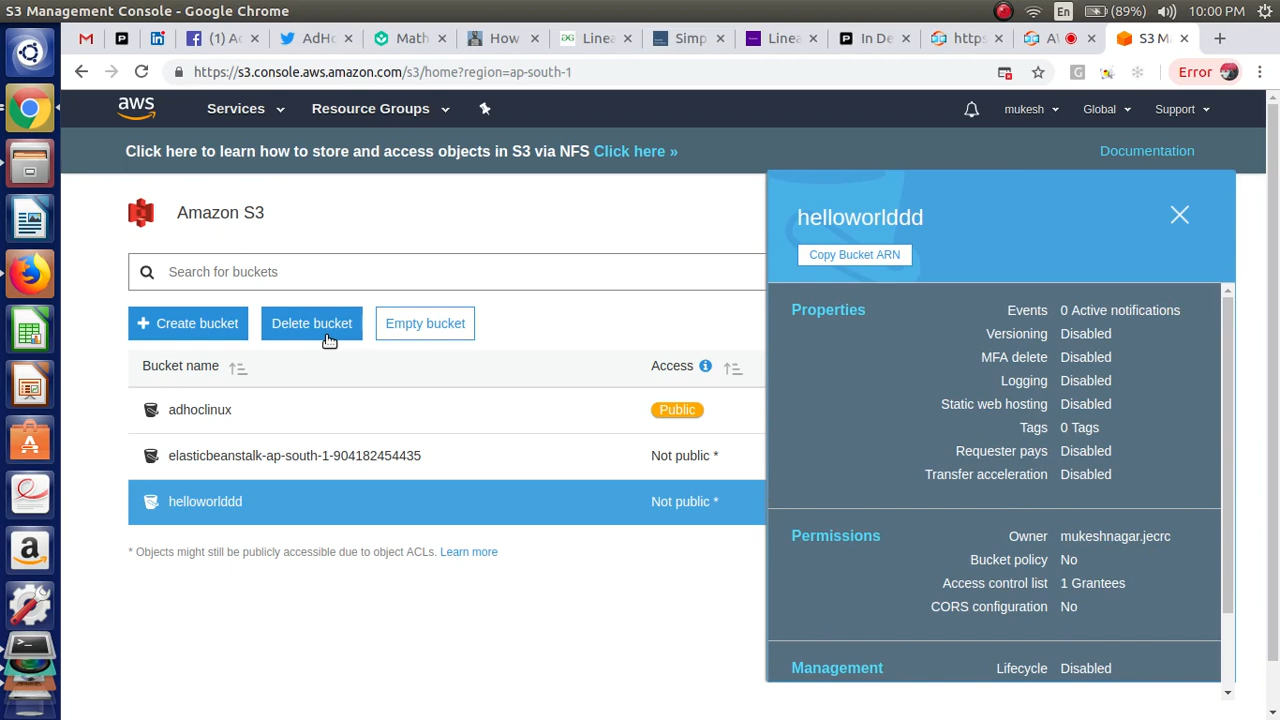 S3 Management Console - Google Chrome
En (89%) 10:00 PM
(1) Ac
AdHo
Math
How
Linea
Simp
Linea
In De
https
AV
S3 M
https://s3.console.aws.amazon.com/s3/home?region=ap-south-1
Error
aws Services Resource Groups mukesh Global Support
Click here to learn how to store and access objects in S3 via NFS Click here » Documentation
Amazon S3
Search for buckets
+ Create bucket Delete bucket Empty bucket
Bucket name Access
adhoclinux Public
elasticbeanstalk-ap-south-1-904182454435 Not public *
helloworlddd Not public *
* Objects might still be publicly accessible due to object ACLs. Learn more
helloworlddd
Copy Bucket ARN
Properties Events 0 Active notifications
Versioning Disabled
MFA delete Disabled
Logging Disabled
Static web hosting Disabled
Tags 0 Tags
Requester pays Disabled
Transfer acceleration Disabled
Permissions Owner mukeshnagar.jecrc
Bucket policy No
Access control list 1 Grantees
CORS configuration No
Management Lifecycle Disabled